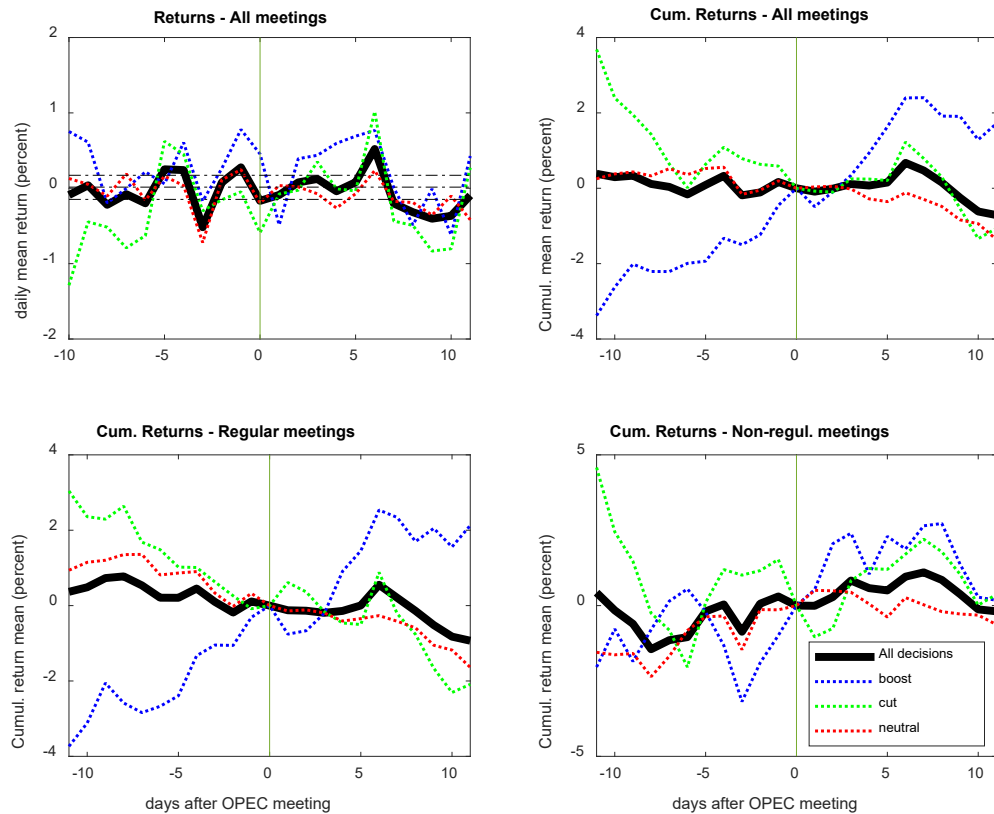 Returns - All meetings
daily mean return (percent)
2
1
0
-1
-2
-10
-5
0
5
10
Cum. Returns - All meetings
Cumul. mean return (percent)
4
2
0
-2
-4
-10
-5
0
5
10
Cum. Returns - Regular meetings
Cumul. return mean (percent)
4
2
0
-2
-4
-10
-5
0
5
10
days after OPEC meeting
Cum. Returns - Non-regul. meetings
Cumul. return mean (percent)
5
0
-5
-10
-5
0
5
10
days after OPEC meeting
All decisions
boost
cut
neutral